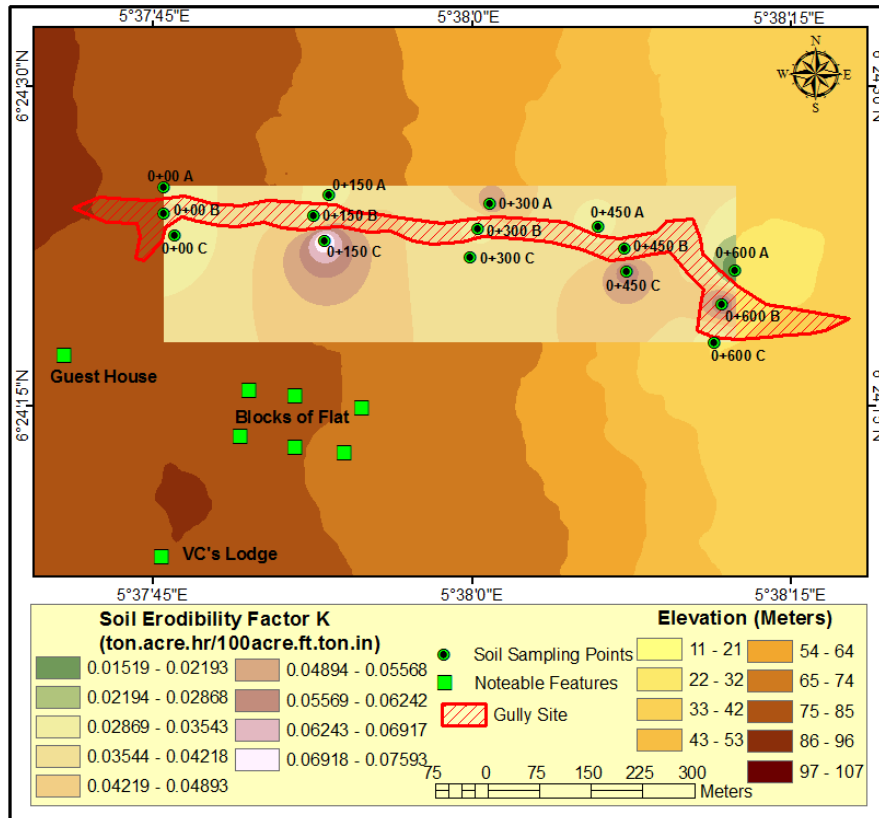 5°37'45"E 5°38'0"E 5°38'15"E
6°24'30"N 6°24'30"N
N
W E
S
0+00 A
0+150 A
0+300 A
0+00 B
0+150 B
0+450 A
0+300 B
0+00 C
0+450 B
0+150 C
0+300 C
0+600 A
0+450 C
0+600 B
0+600 C
Guest House
Blocks of Flat
6°24'15"N 6°24'15"N
VC's Lodge
5°37'45"E 5°38'0"E 5°38'15"E
Soil Erodibility Factor K
(ton.acre.hr/100acre.ft.ton.in)
0.01519 - 0.02193
0.02194 - 0.02868
0.02869 - 0.03543
0.03544 - 0.04218
0.04219 - 0.04893
0.04894 - 0.05568
0.05569 - 0.06242
0.06243 - 0.06917
0.06918 - 0.07593
Soil Sampling Points
Noteable Features
Gully Site
Elevation (Meters)
11 - 21
22 - 32
33 - 42
43 - 53
54 - 64
65 - 74
75 - 85
86 - 96
97 - 107
75 0 75 150 225 300
Meters